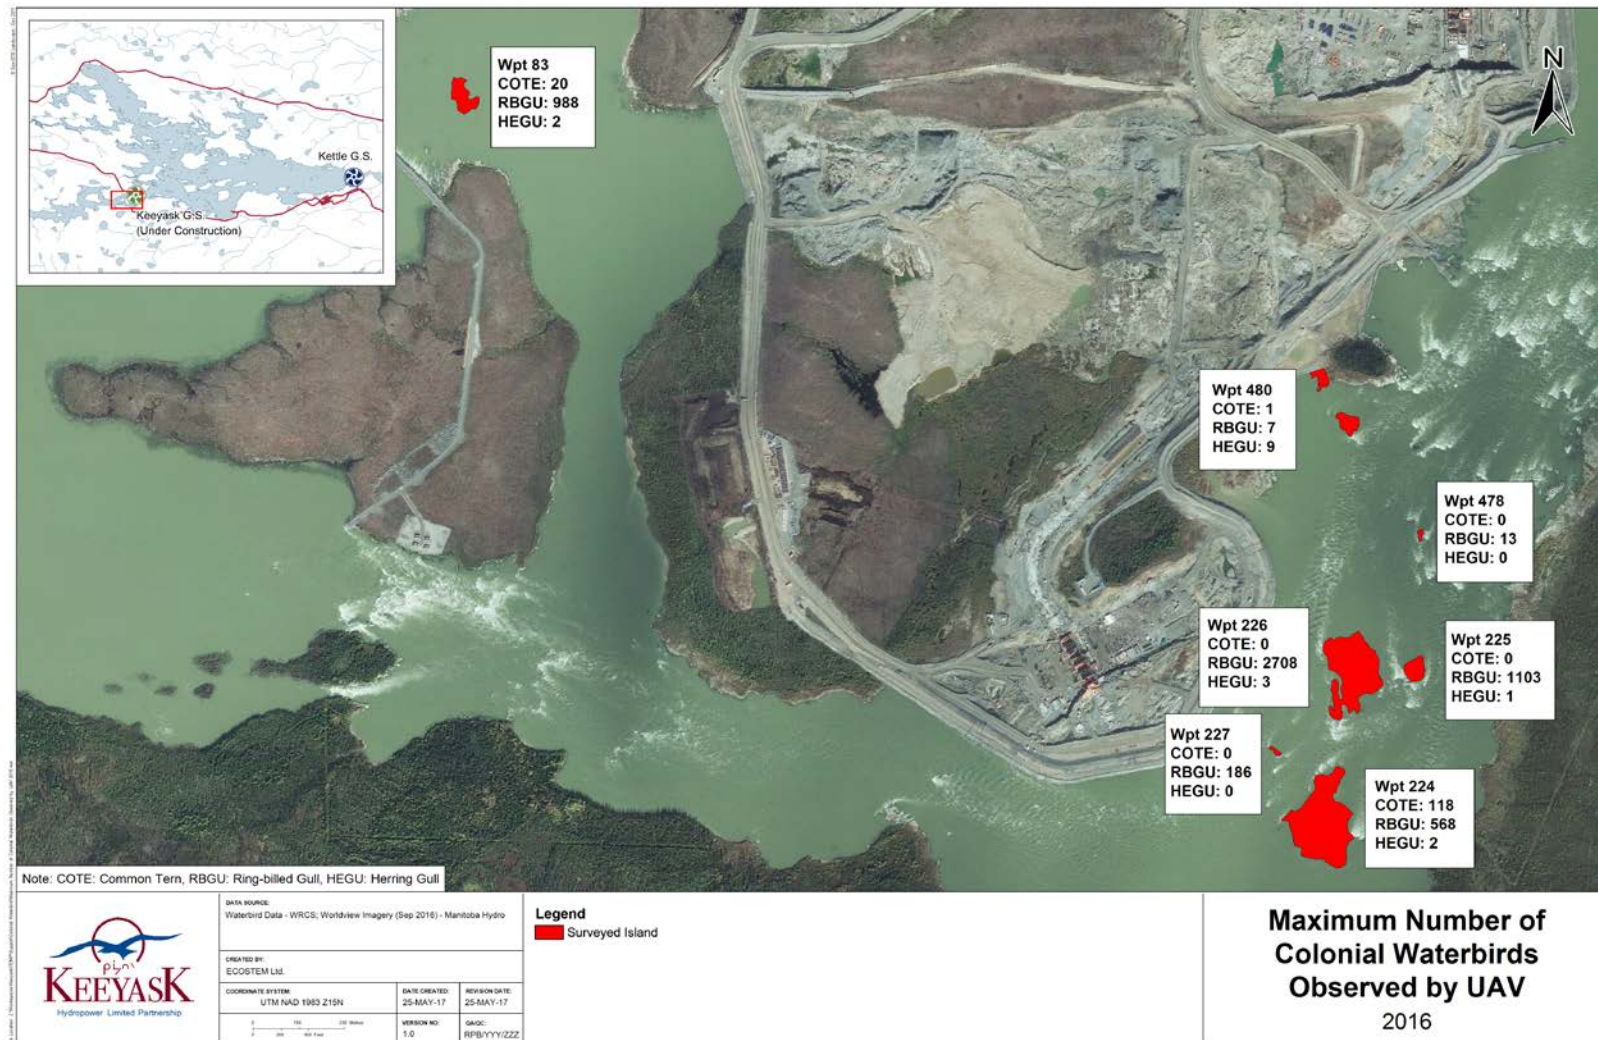 Kettle G.S.
Keeyask G.S.
(Under Construction)
Wpt 83
COTE: 20
RBGU: 988
HEGU: 2
N
Wpt 480
COTE: 1
RBGU: 7
HEGU: 9
Wpt 478
COTE: 0
RBGU: 13
HEGU: 0
Wpt 226
COTE: 0
RBGU: 2708
HEGU: 3
Wpt 225
COTE: 0
RBGU: 1103
HEGU: 1
Wpt 227
COTE: 0
RBGU: 186
HEGU: 0
Wpt 224
COTE: 118
RBGU: 568
HEGU: 2
Note: COTE: Common Tern, RBGU: Ring-billed Gull, HEGU: Herring Gull
KEEYASK
Hydropower Limited Partnership
DATA SOURCE:
Waterbird Data - WRCS; Worldview Imagery (Sep 2016) - Manitoba Hydro
CREATED BY:
ECOSTEM Ltd.
COORDINATE SYSTEM:
UTM NAD 1983 Z15N
DATE CREATED:
25-MAY-17
REVISION DATE:
25-MAY-17
VERSION NO:
1.0
QA/QC:
RPB/YYY/ZZZ
Legend
Surveyed Island
Maximum Number of
Colonial Waterbirds
Observed by UAV
2016